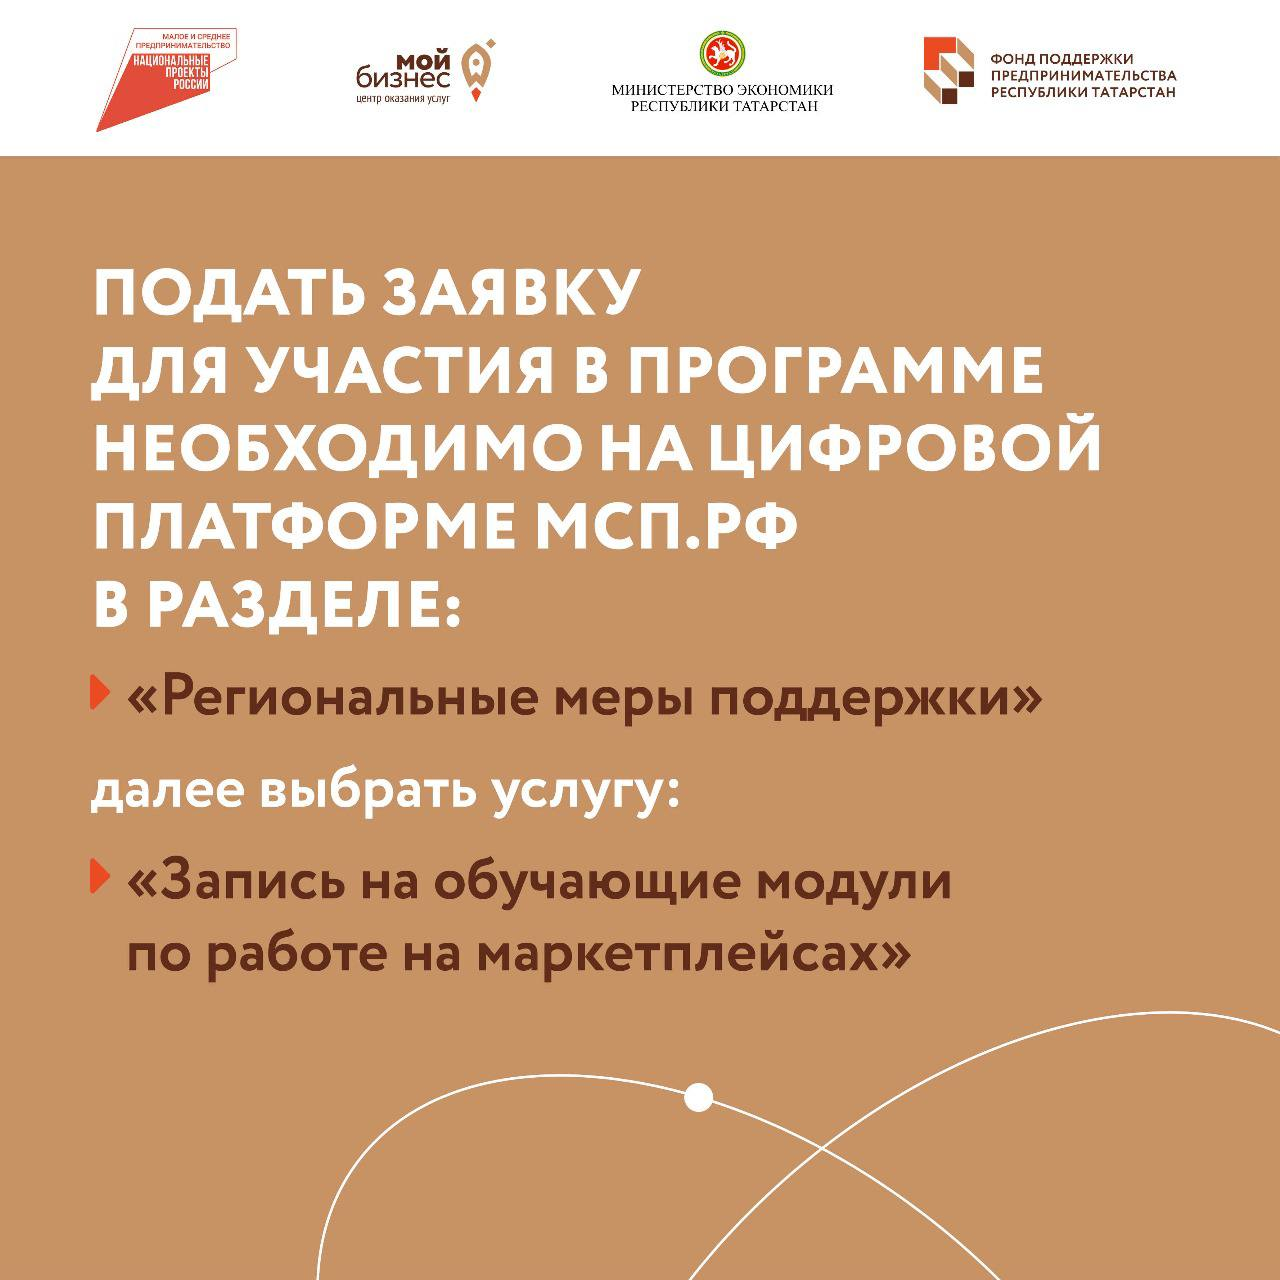 МАЛОЕ И СРЕДНЕЕ
ПРЕДПРИНИМАТЕЛЬСТВО
НАЦИОНАЛЬНЫЕ
ПРОЕКТЫ
РОССИИ
мой
бизнес
центр оказания услуг
МИНИСТЕРСТВО ЭКОНОМИКИ
РЕСПУБЛИКИ ТАТАРСТАН
ФОНД ПОДДЕРЖКИ
ПРЕДПРИНИМАТЕЛЬСТВА
РЕСПУБЛИКИ ТАТАРСТАН
ПОДАТЬ ЗАЯВКУ
ДЛЯ УЧАСТИЯ В ПРОГРАММЕ
НЕОБХОДИМО НА ЦИФРОВОЙ
ПЛАТФОРМЕ МСП.РФ
В РАЗДЕЛЕ:
«Региональные меры поддержки»
далее выбрать услугу:
«Запись на обучающие модули
по работе на маркетплейсах»